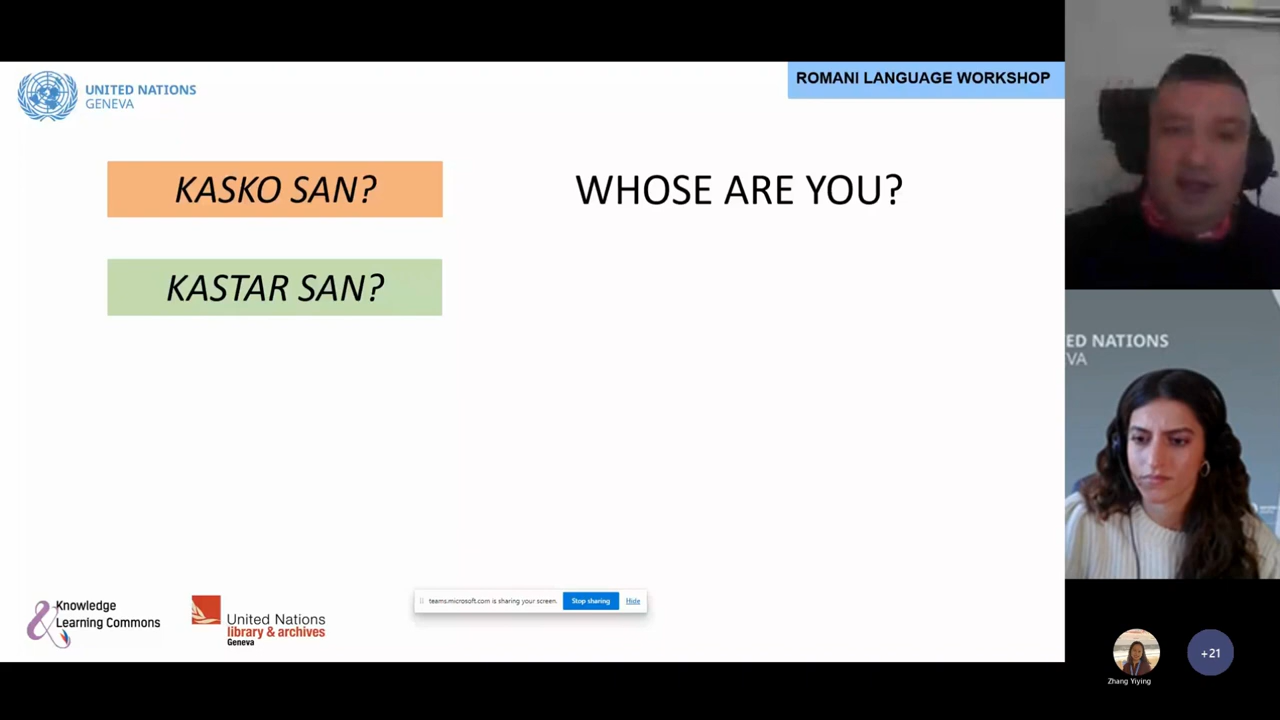 UNITED NATIONS
GENEVA
ROMANI LANGUAGE WORKSHOP
KASKO SAN?
WHOSE ARE YOU?
KASTAR SAN?
ED NATIONS
VA
Knowledge
& Learning Commons
United Nations
library & archives
Geneva
teams.microsoft.com is sharing your screen.
Stop sharing
Hide
Zhang Yiying
+21